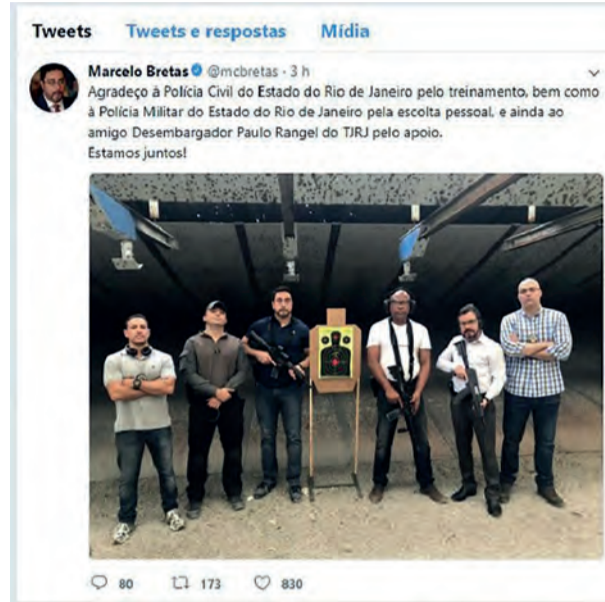 Tweets Tweets e respostas Mídia
Marcelo Bretas @mcbretas · 3 h
Agradeço à Polícia Civil do Estado do Rio de Janeiro pelo treinamento, bem como
à Polícia Militar do Estado do Rio de Janeiro pela escolta pessoal, e ainda ao
amigo Desembargador Paulo Rangel do TJRJ pelo apoio.
Estamos juntos!
80 173 830